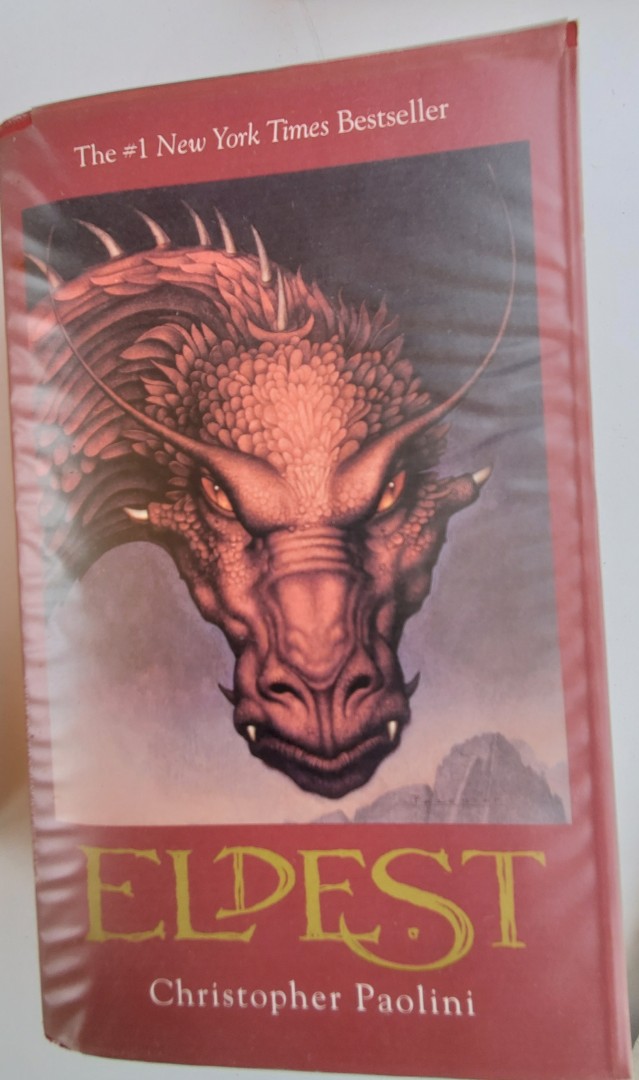 The #1 New York Times Bestseller
ELDEST
Christopher Paolini